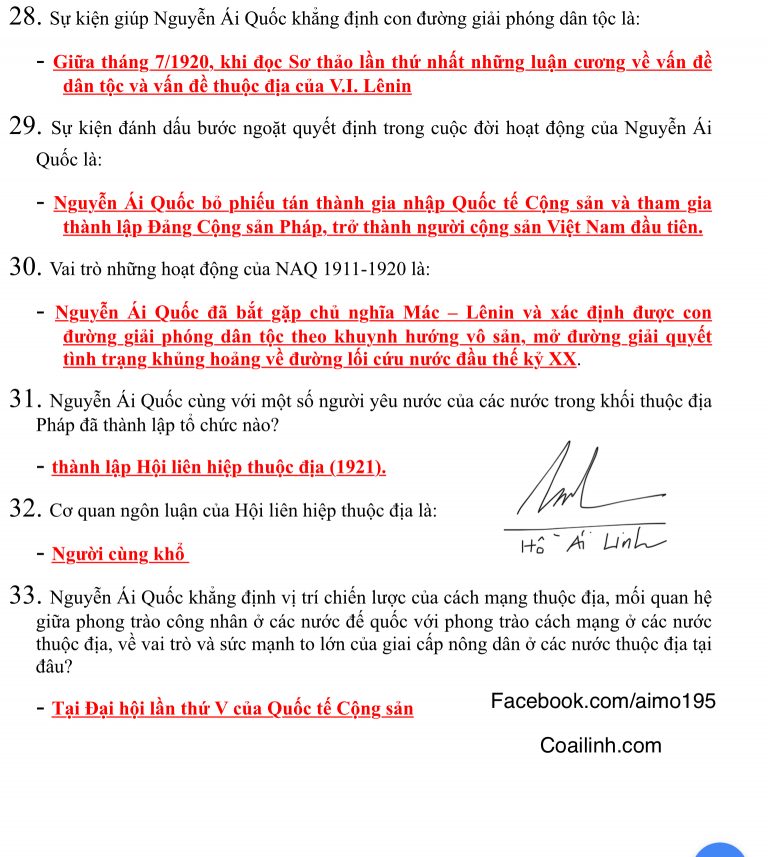 28. Sự kiện giúp Nguyễn Ái Quốc khẳng định con đường giải phóng dân tộc là:
- Giữa tháng 7/1920, khi đọc Sơ thảo lần thứ nhất những luận cương về vấn đề
dân tộc và vấn đề thuộc địa của V.I. Lênin
29. Sự kiện đánh dấu bước ngoặt quyết định trong cuộc đời hoạt động của Nguyễn Ái
Quốc là:
- Nguyễn Ái Quốc bỏ phiếu tán thành gia nhập Quốc tế Cộng sản và tham gia
thành lập Đảng Cộng sản Pháp, trở thành người cộng sản Việt Nam đầu tiên.
30. Vai trò những hoạt động của NAQ 1911-1920 là:
- Nguyễn Ái Quốc đã bắt gặp chủ nghĩa Mác – Lênin và xác định được con
đường giải phóng dân tộc theo khuynh hướng vô sản, mở đường giải quyết
tình trạng khủng hoảng về đường lối cứu nước đầu thế kỷ XX.
31. Nguyễn Ái Quốc cùng với một số người yêu nước của các nước trong khối thuộc địa
Pháp đã thành lập tổ chức nào?
- thành lập Hội liên hiệp thuộc địa (1921).
32. Cơ quan ngôn luận của Hội liên hiệp thuộc địa là:
Hồ Ái Linh
- Người cùng khổ
33. Nguyễn Ái Quốc khẳng định vị trí chiến lược của cách mạng thuộc địa, mối quan hệ
giữa phong trào công nhân ở các nước đế quốc với phong trào cách mạng ở các nước
thuộc địa, về vai trò và sức mạnh to lớn của giai cấp nông dân ở các nước thuộc địa tại
đâu?
- Tại Đại hội lần thứ V của Quốc tế Cộng sản
Facebook.com/aimo195
Coailinh.com